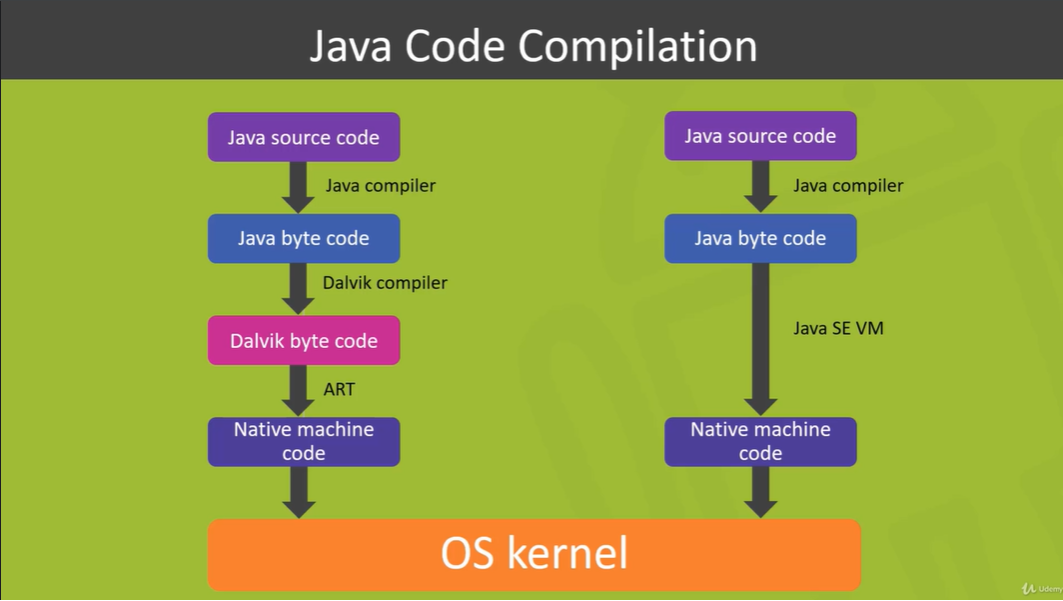 Java Code Compilation
Java source code
Java compiler
Java byte code
Dalvik compiler
Dalvik byte code
ART
Native machine
code
Java source code
Java compiler
Java byte code
Java SE VM
Native machine
code
OS kernel
Udemy